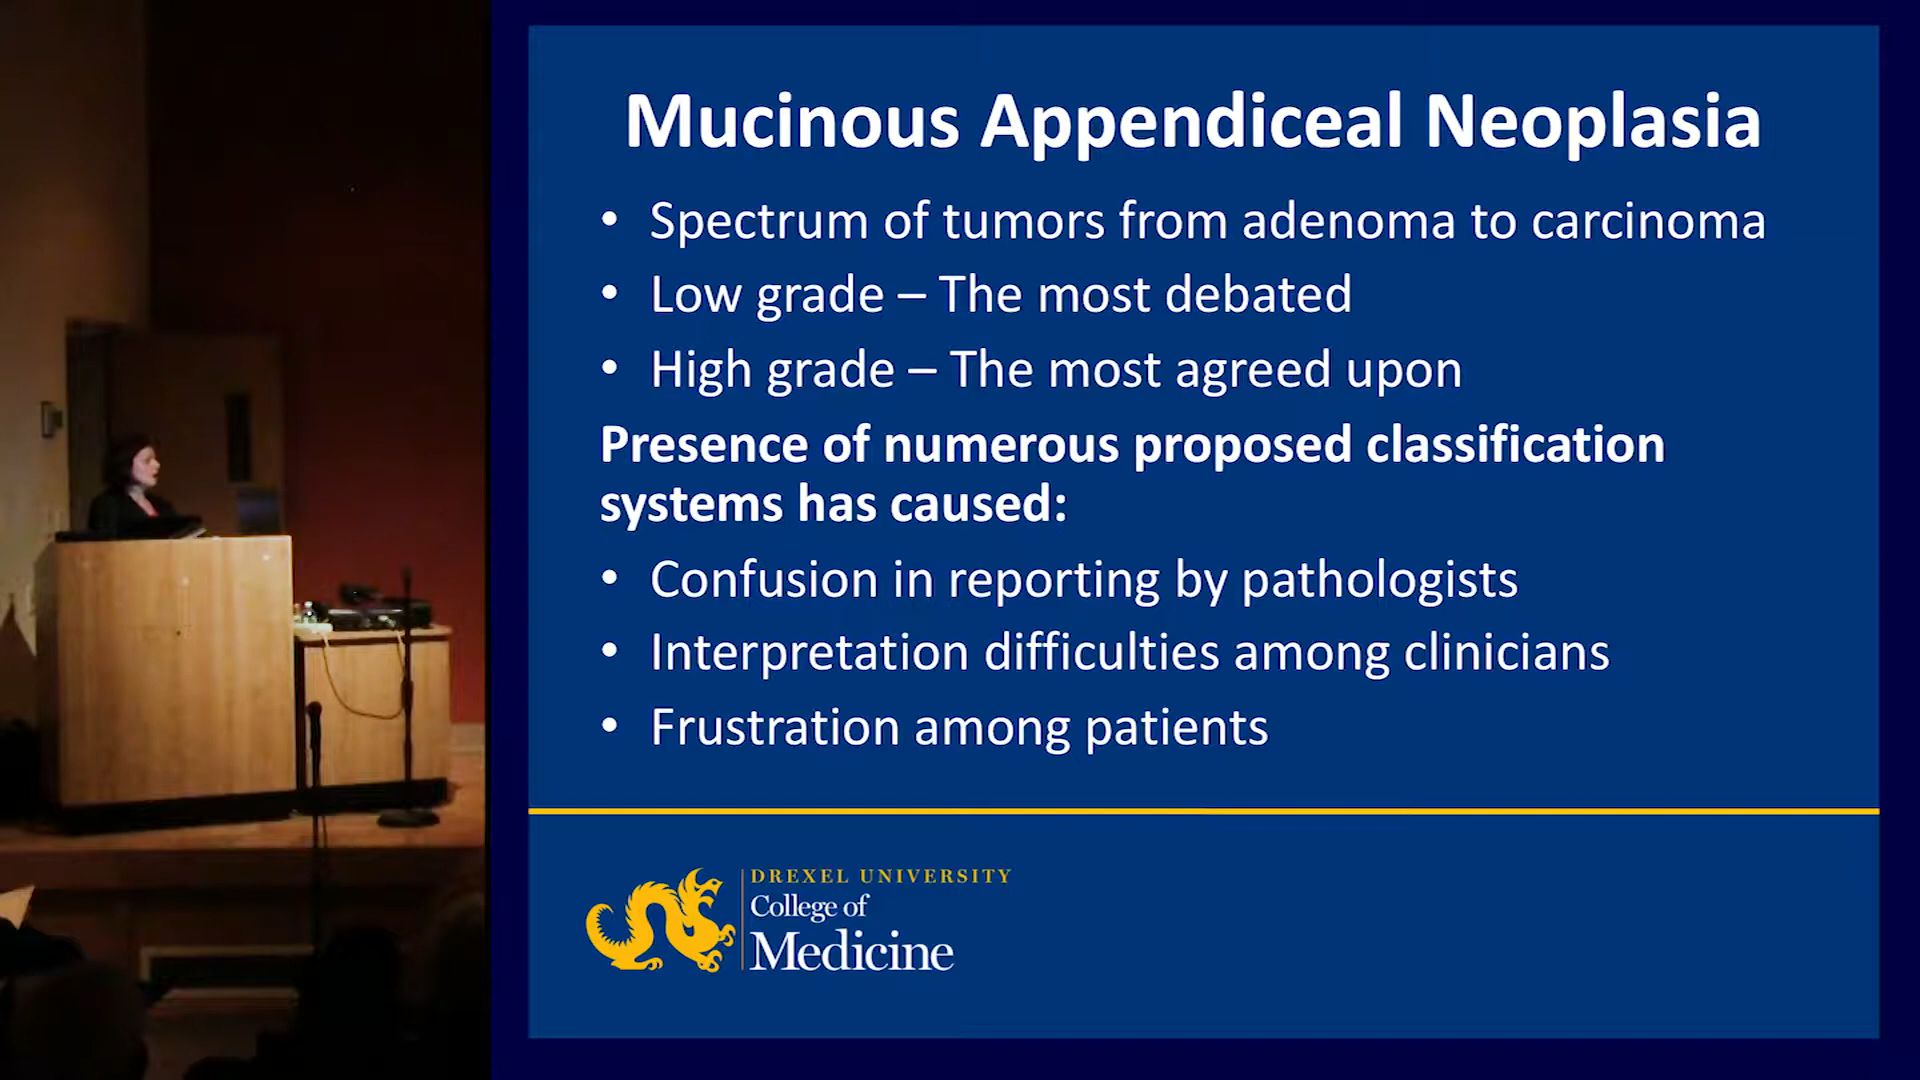 Mucinous Appendiceal Neoplasia
• Spectrum of tumors from adenoma to carcinoma
• Low grade – The most debated
• High grade – The most agreed upon
Presence of numerous proposed classification
systems has caused:
• Confusion in reporting by pathologists
• Interpretation difficulties among clinicians
• Frustration among patients
DREXEL UNIVERSITY
College of
Medicine